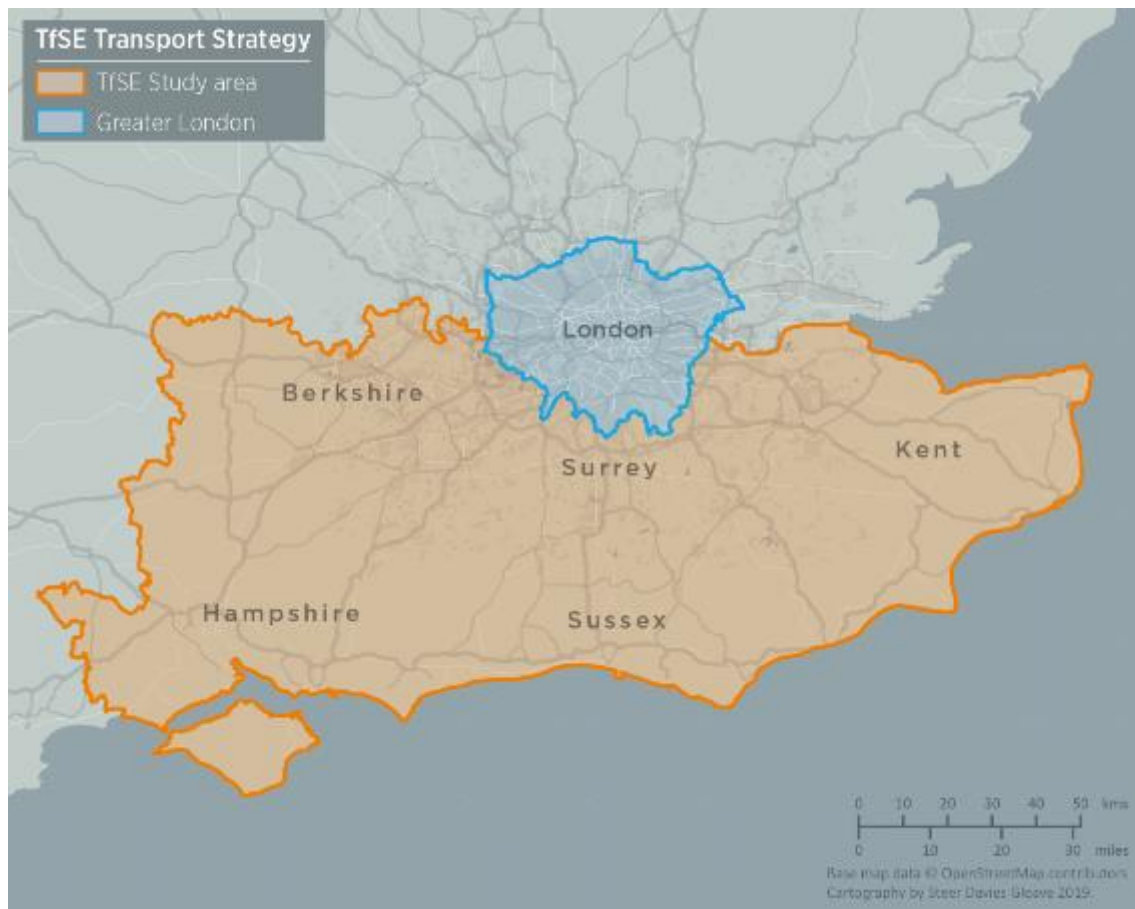 TfSE Transport Strategy
TfSE Study area
Greater London
London
Berkshire
Surrey
Kent
Hampshire
Sussex
0 10 20 30 40 50 kms
0 10 20 30 miles
Base map data © OpenStreetMap contributors
Cartography by Steer Davies Gleave 2019.